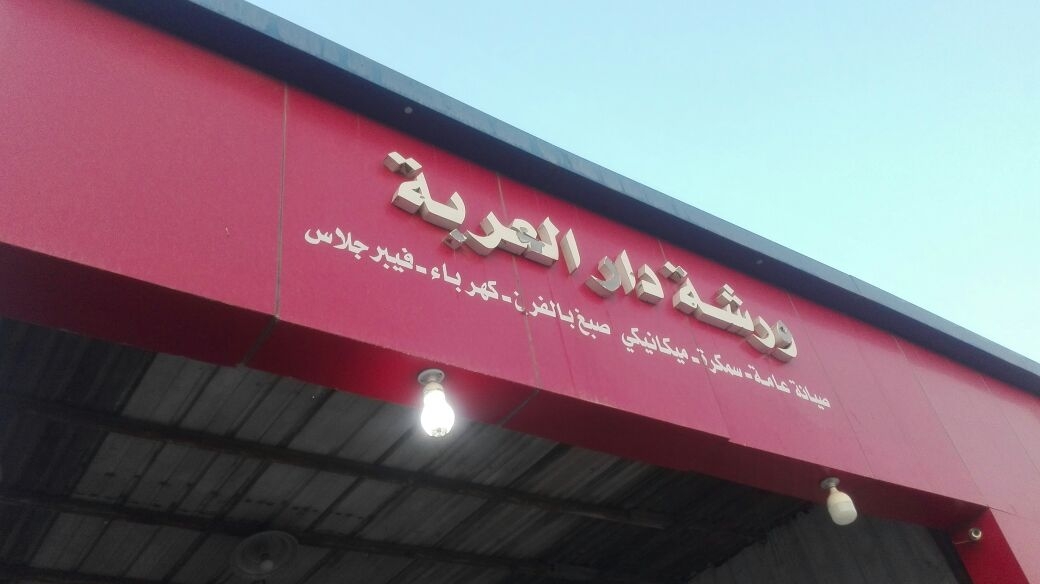 ورشة دار العربة
صيانة عامة - سمكرة - ميكانيكي صبغ بالفرن - كهرباء - فيبر جلاس